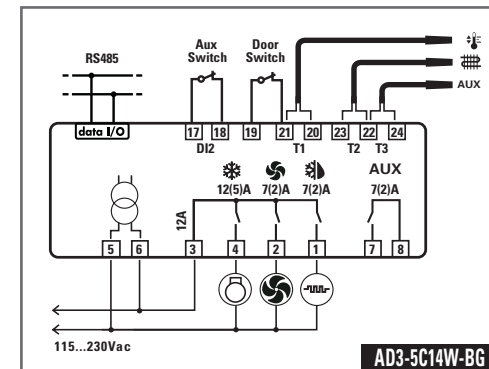 RS485
Aux Switch
Door Switch
AUX
data I/O
17 18 19 21 20 23 22 24
DI2 T1 T2 T3
AUX
12(5)A 7(2)A 7(2)A 7(2)A
12A
5 6 3 4 2 1 7 8
115...230Vac
AD3-5C14W-BG